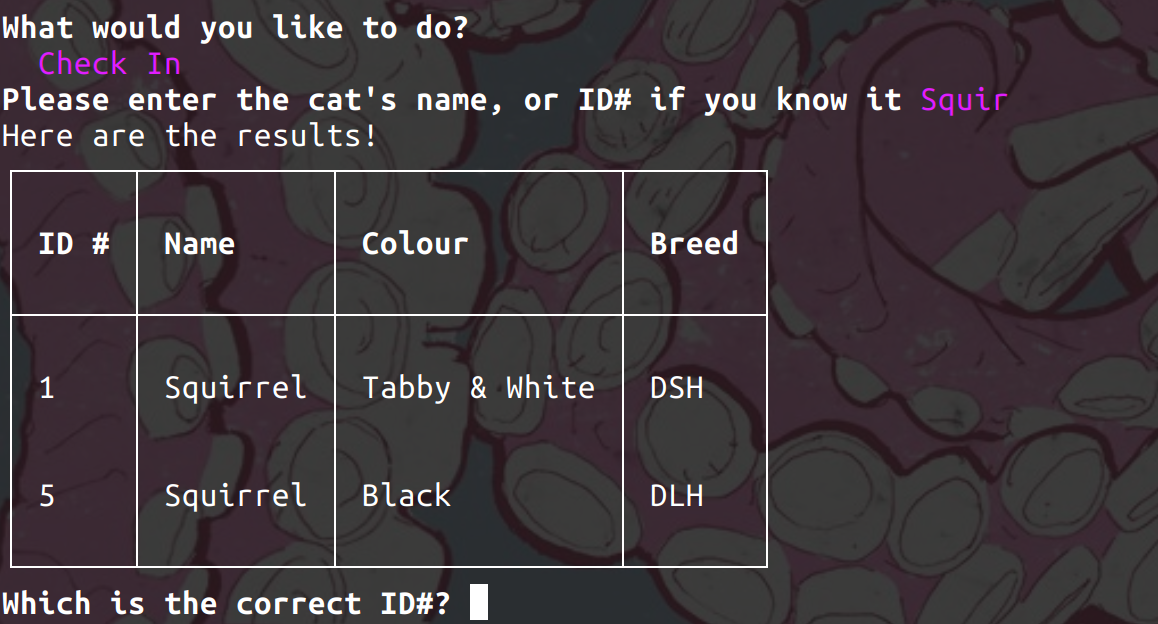 What would you like to do?
Check In
Please enter the cat's name, or ID# if you know it Squir
Here are the results!
ID # Name Colour Breed
1 Squirrel Tabby & White DSH
5 Squirrel Black DLH
Which is the correct ID#?